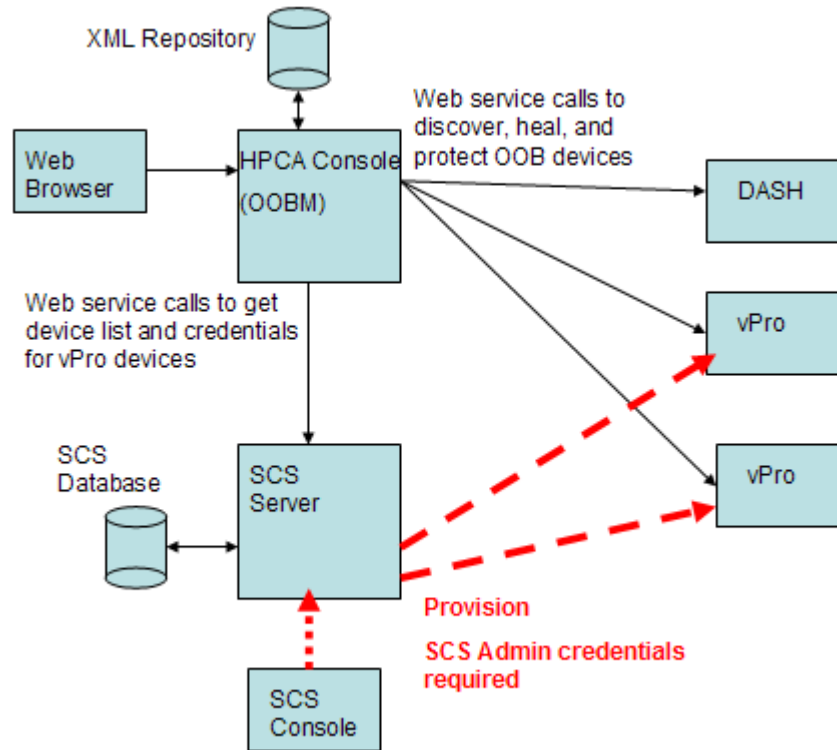 XML Repository
Web service calls to
discover, heal, and
protect OOB devices
Web
Browser
HPCA Console
(OOBM)
DASH
Web service calls to get
device list and credentials
for vPro devices
vPro
SCS
Database
SCS
Server
vPro
Provision
SCS Admin credentials
required
SCS
Console